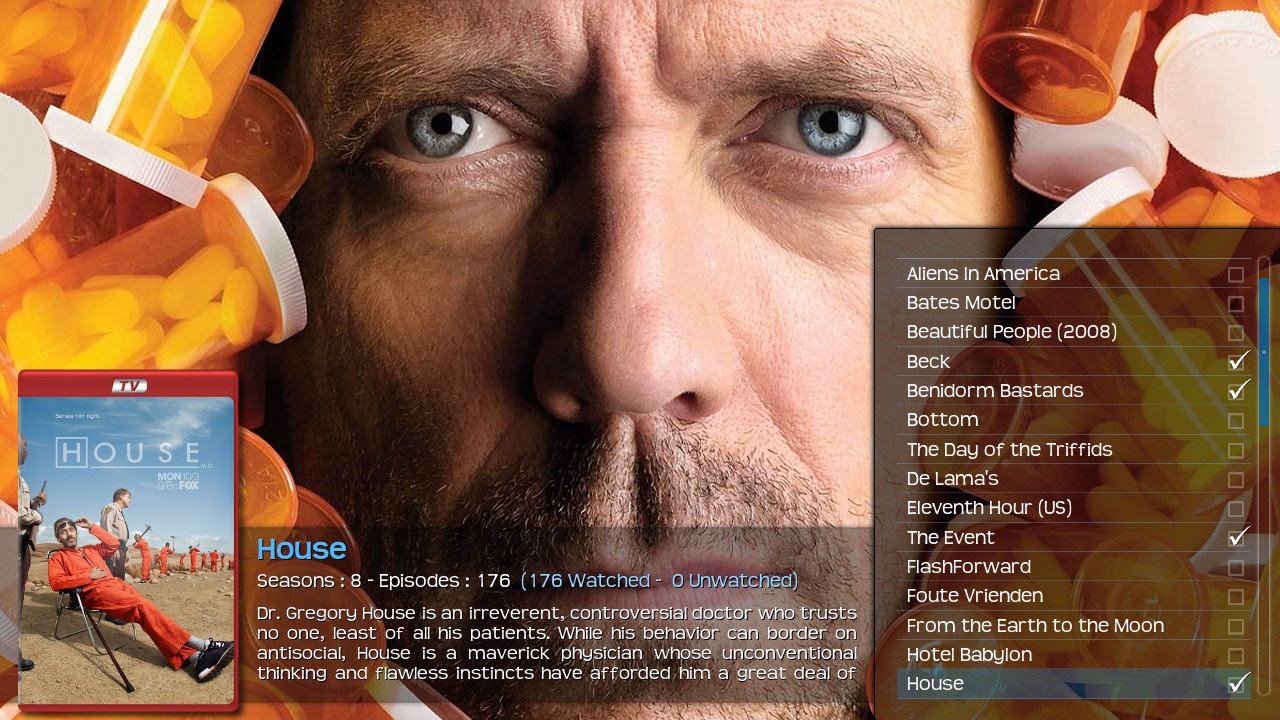 TV
Serves him right.
HOUSE M.D.
MON 10/3
9/8c FOX
House
Seasons : 8 - Episodes : 176 (176 Watched - 0 Unwatched)
Dr. Gregory House is an irreverent, controversial doctor who trusts
no one, least of all his patients. While his behavior can border on
antisocial, House is a maverick physician whose unconventional
thinking and flawless instincts have afforded him a great deal of
Aliens In America
Bates Motel
Beautiful People (2008)
Beck
Benidorm Bastards
Bottom
The Day of the Triffids
De Lama's
Eleventh Hour (US)
The Event
FlashForward
Foute Vrienden
From the Earth to the Moon
Hotel Babylon
House